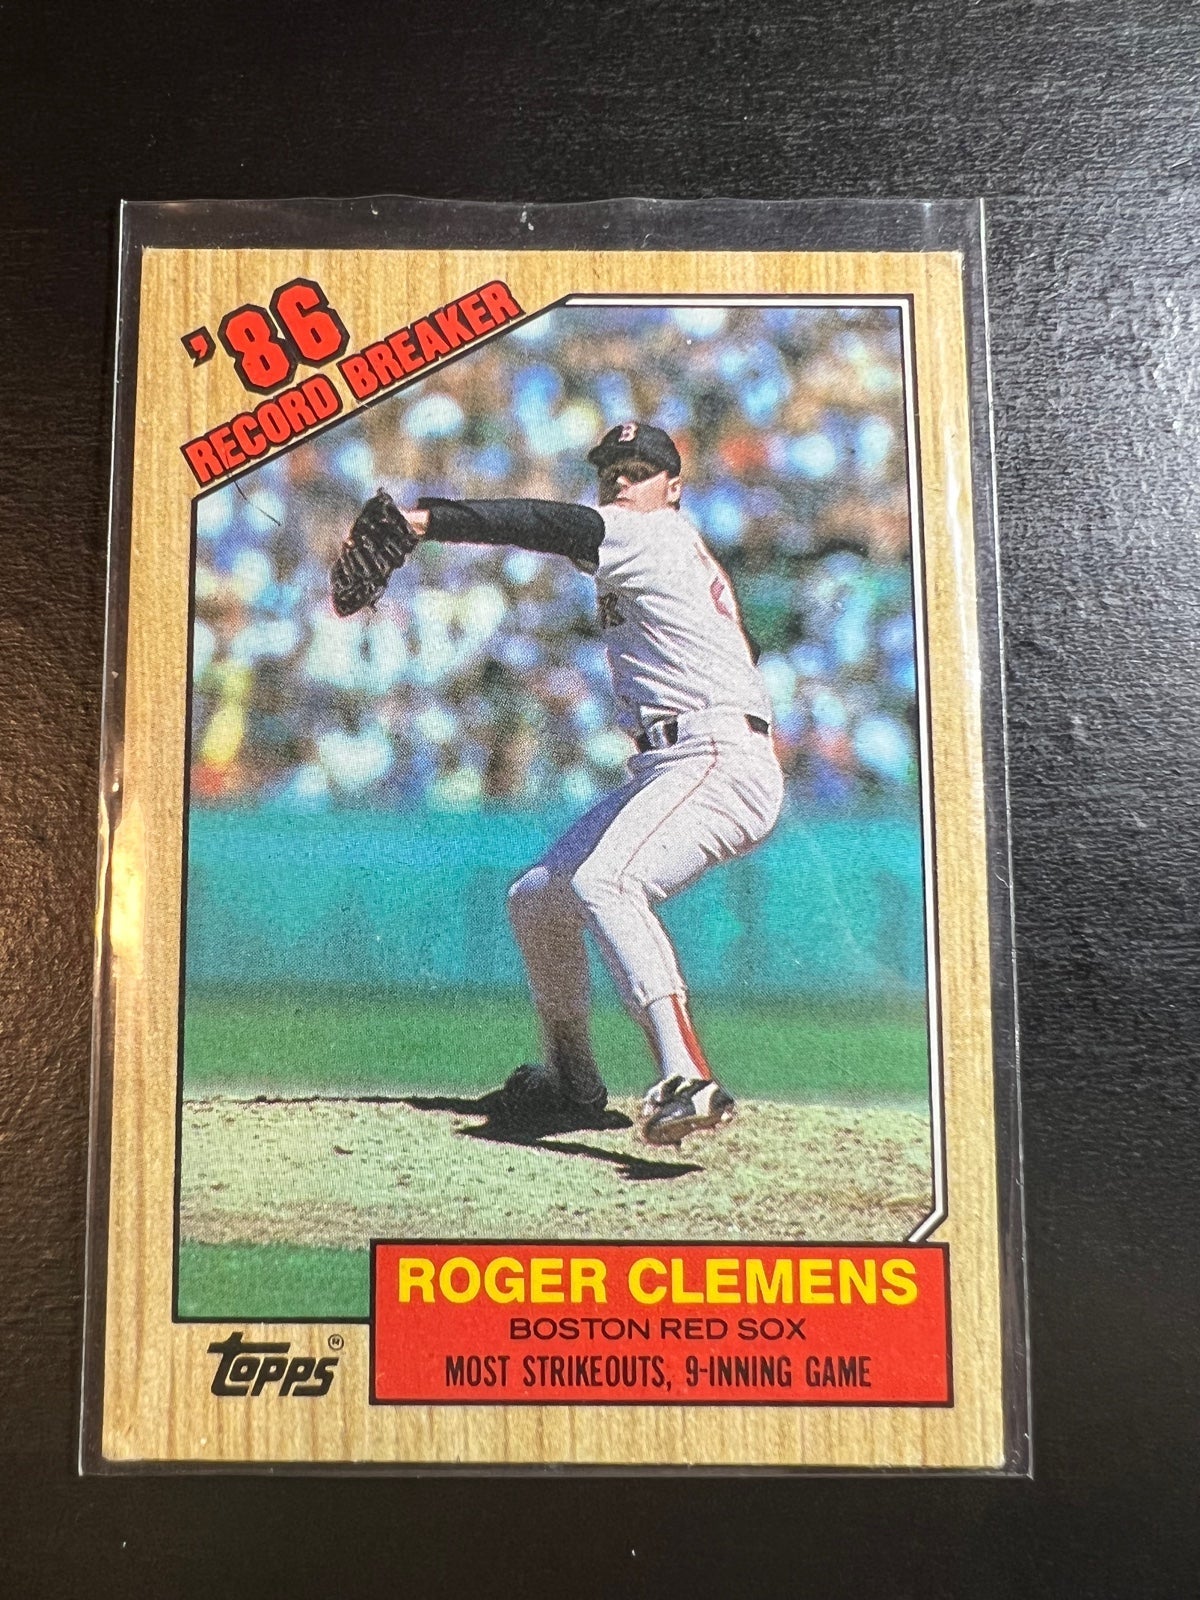 '86
RECORD BREAKER
B
ROGER CLEMENS
BOSTON RED SOX
MOST STRIKEOUTS, 9-INNING GAME
topps®